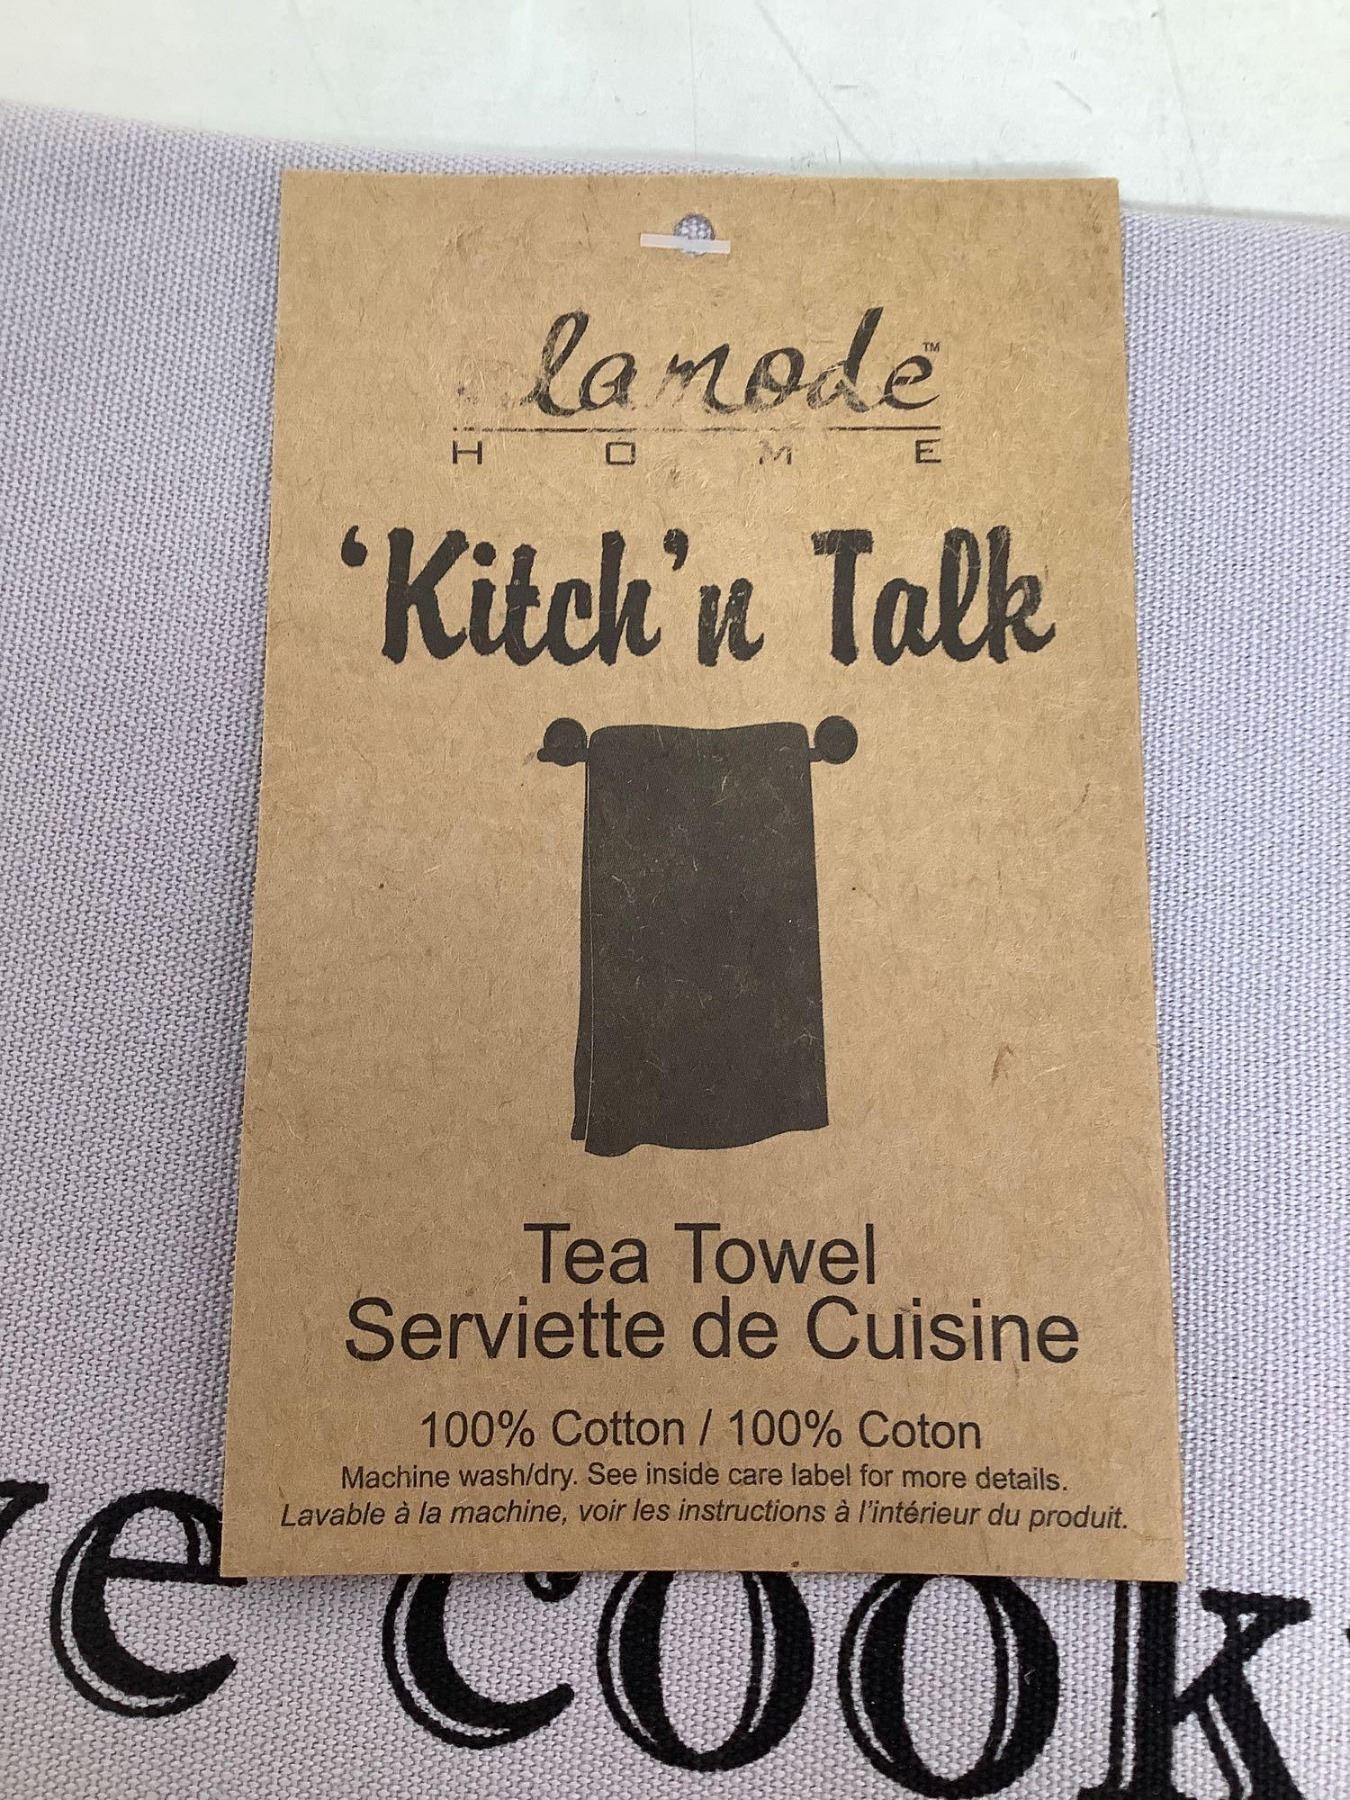 lamode™
HOME
‘Kitch’n Talk
Tea Towel
Serviette de Cuisine
100% Cotton / 100% Coton
Machine wash/dry. See inside care label for more details.
Lavable à la machine, voir les instructions à l’intérieur du produit.
cook